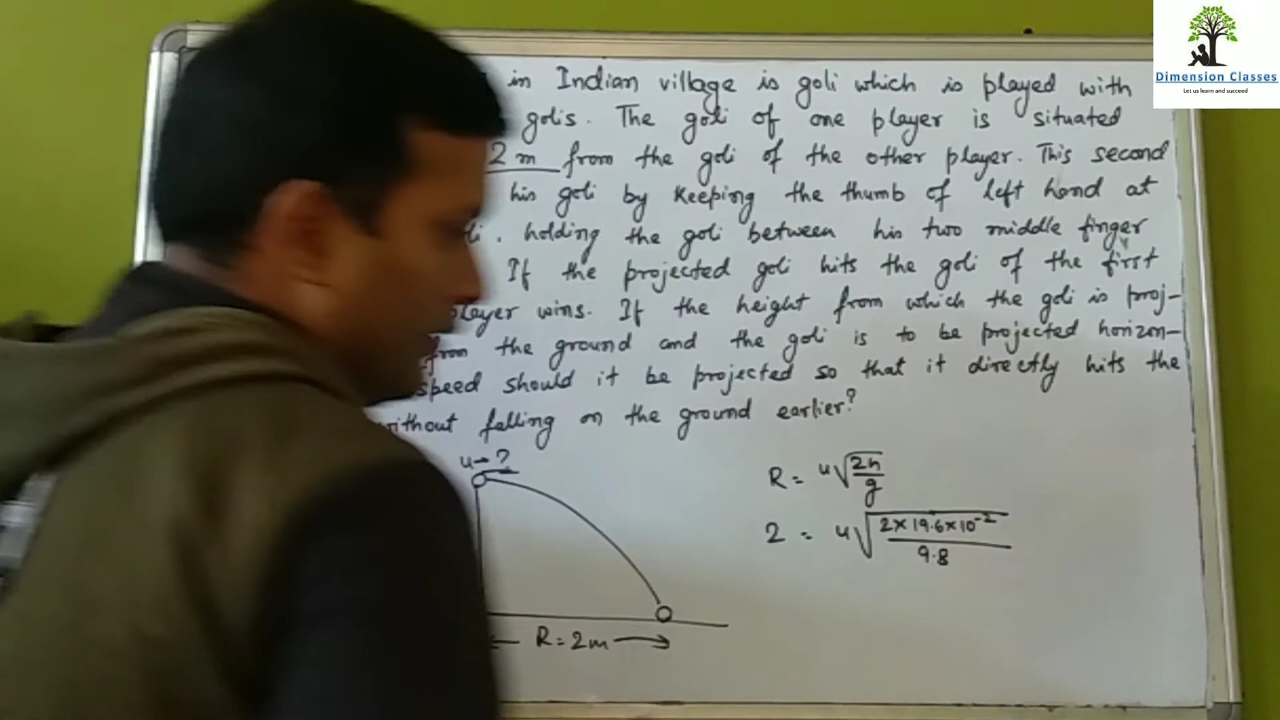 in Indian village is goli which is played with
golis. The goli of one player is situated
2 m from the goli of the other player. This second
his goli by keeping the thumb of left hand at
holding the goli between his two middle finger
If the projected goli hits the goli of the first
player wins. If the height from which the goli is proj-
from the ground and the goli is to be projected horizon-
speed should it be projected so that it directly hits the
without falling on the ground earlier?
u→?
R = u√2h/g
2 = u√2×19.6×10⁻²/9.8
R=2m
Dimension Classes
Let us learn and succeed